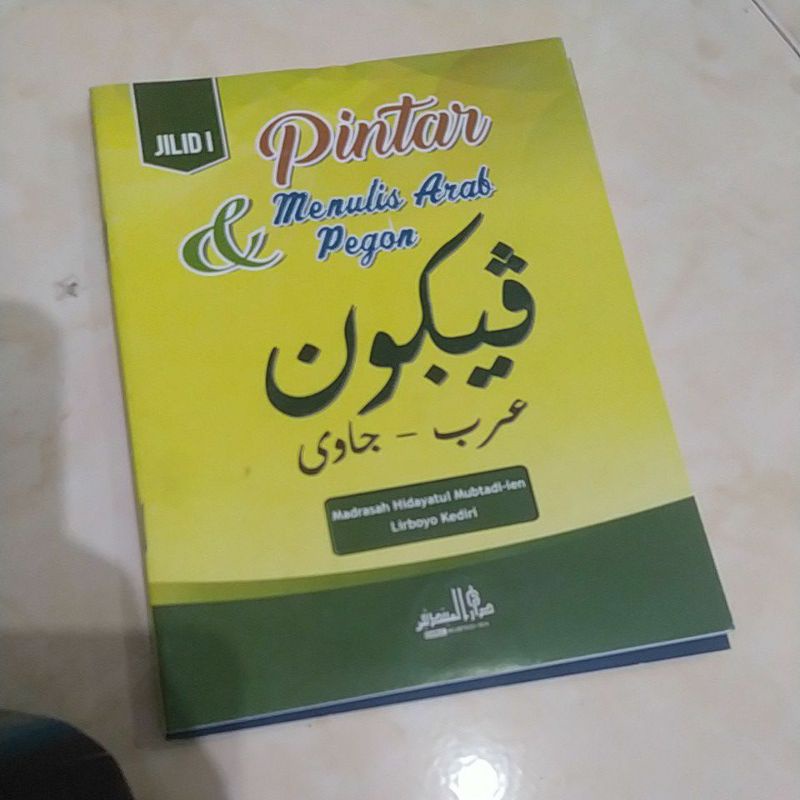 JILID I
Pintar
& Menulis Arab
Pegon
ڤيكون
عرب - جاوى
Madrasah Hidayatul Mubtadi-ien
Lirboyo Kediri